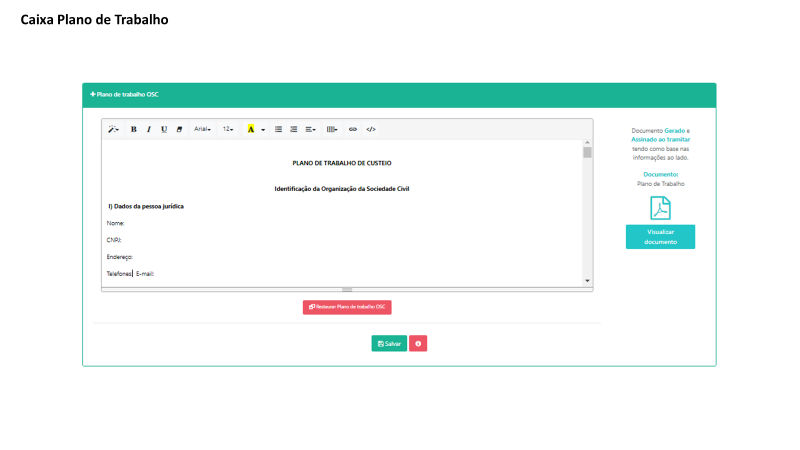 Caixa Plano de Trabalho
Plano de trabalho OSC
B I U Arial 12 A </>
PLANO DE TRABALHO DE CUSTEIO
Identificação da Organização da Sociedade Civil
I) Dados da pessoa jurídica
Nome:
CNPJ:
Endereço:
Telefones E-mail:
Restaurar Plano de trabalho OSC
Salvar
Documento Gerado e
Assinado ao tramitar
tendo como base nas
informações ao lado.
Documento:
Plano de Trabalho
Visualizar
documento